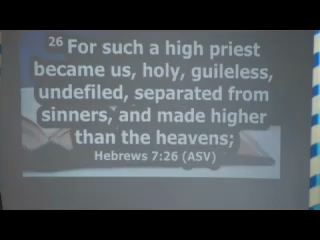 26 For such a high priest
became us, holy, guileless,
undefiled, separated from
sinners, and made higher
than the heavens;
Hebrews 7:26 (ASV)